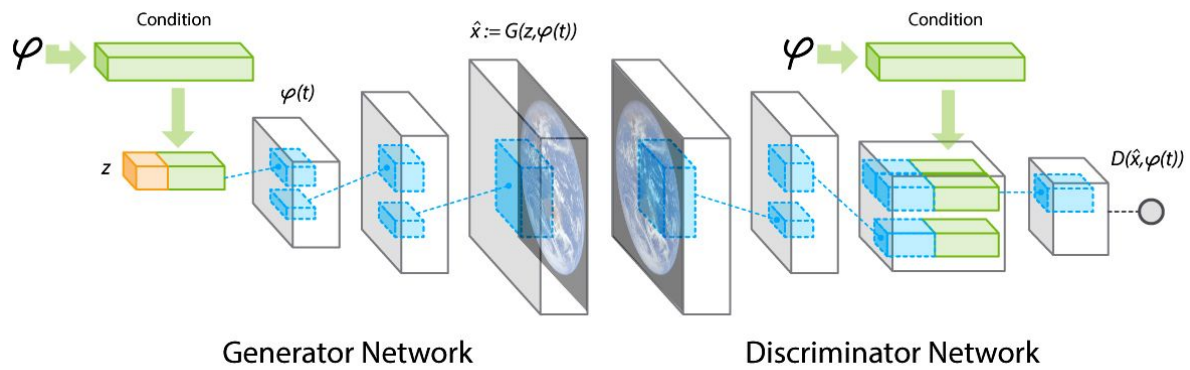 Condition
φ
z
φ(t)
x̂ := G(z,φ(t))
Condition
φ
D(x̂,φ(t))
Generator Network
Discriminator Network